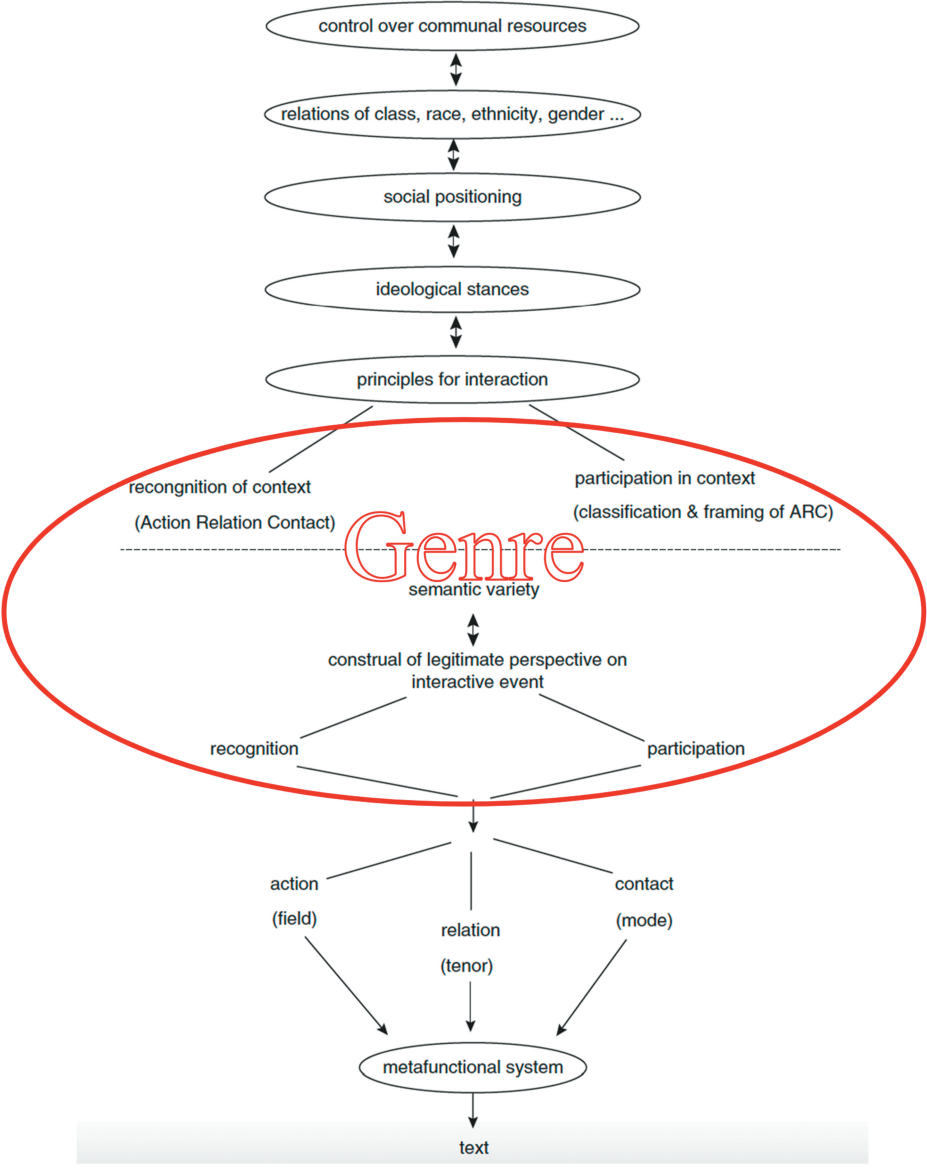 control over communal resources
relations of class, race, ethnicity, gender ...
social positioning
ideological stances
principles for interaction
recongnition of context
(Action Relation Contact)
participation in context
(classification & framing of ARC)
Genre
semantic variety
construal of legitimate perspective on
interactive event
recognition
participation
action
(field)
relation
(tenor)
contact
(mode)
metafunctional system
text